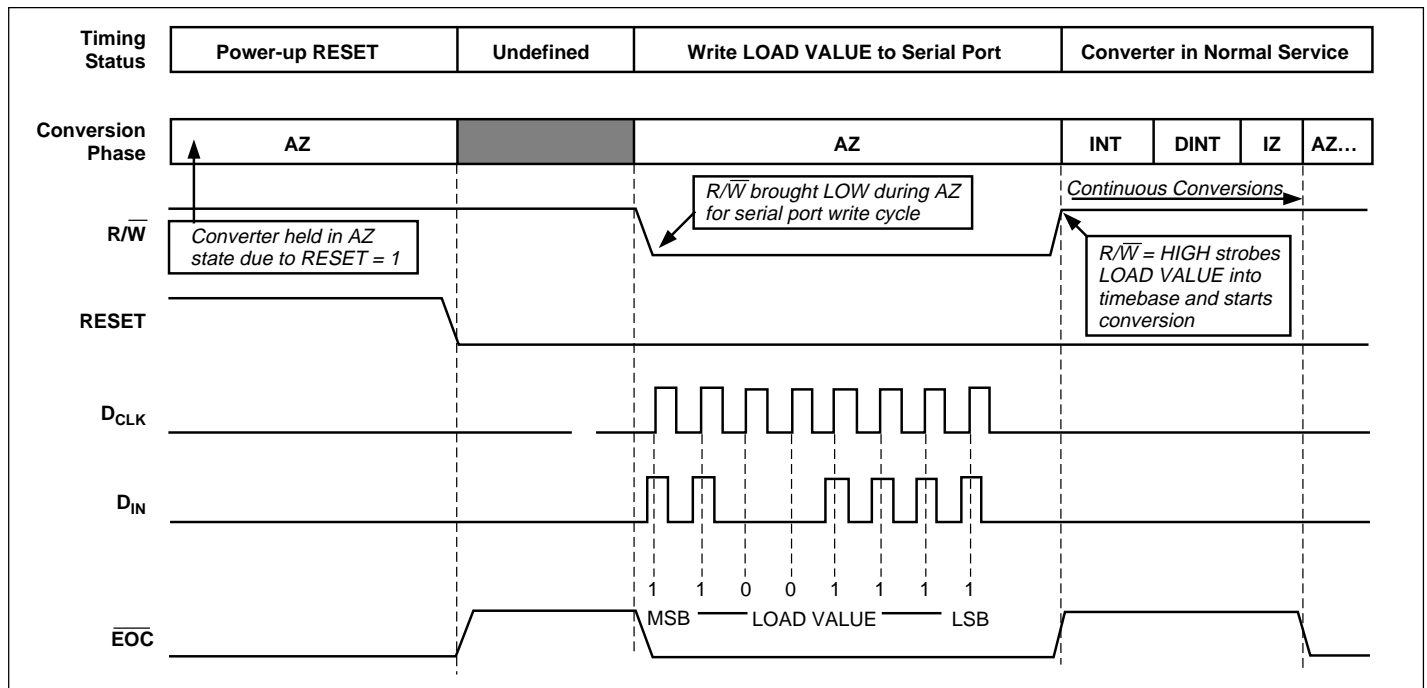 Timing Status
Power-up RESET
Undefined
Write LOAD VALUE to Serial Port
Converter in Normal Service
Conversion Phase
AZ
AZ
INT
DINT
IZ
AZ...
R/W̅
Converter held in AZ
state due to RESET = 1
R/W̅ brought LOW during AZ
for serial port write cycle
Continuous Conversions
R/W̅ = HIGH strobes
LOAD VALUE into
timebase and starts
conversion
RESET
DCLK
DIN
1 1 0 0 1 1 1 1
MSB LOAD VALUE LSB
E̅O̅C̅